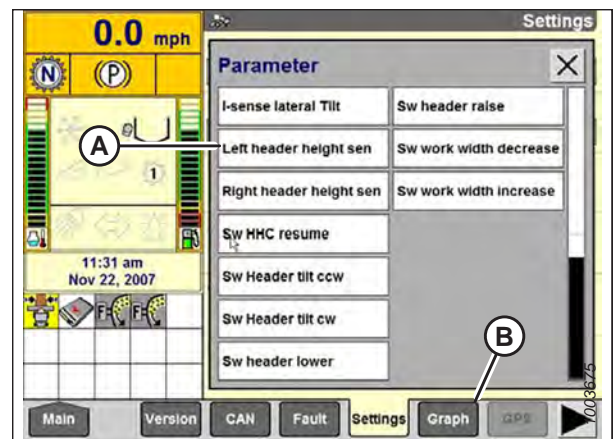 0.0 mph
Settings
N
(P)
Parameter
X
I-sense lateral Tilt
Sw header raise
A
Left header height sen
Sw work width decrease
1
Right header height sen
Sw work width increase
Sw HHC resume
11:31 am
Nov 22, 2007
Sw Header tilt ccw
F
F
Sw Header tilt cw
B
Sw header lower
1003675
Main
Version
CAN
Fault
Settings
Graph
GPS